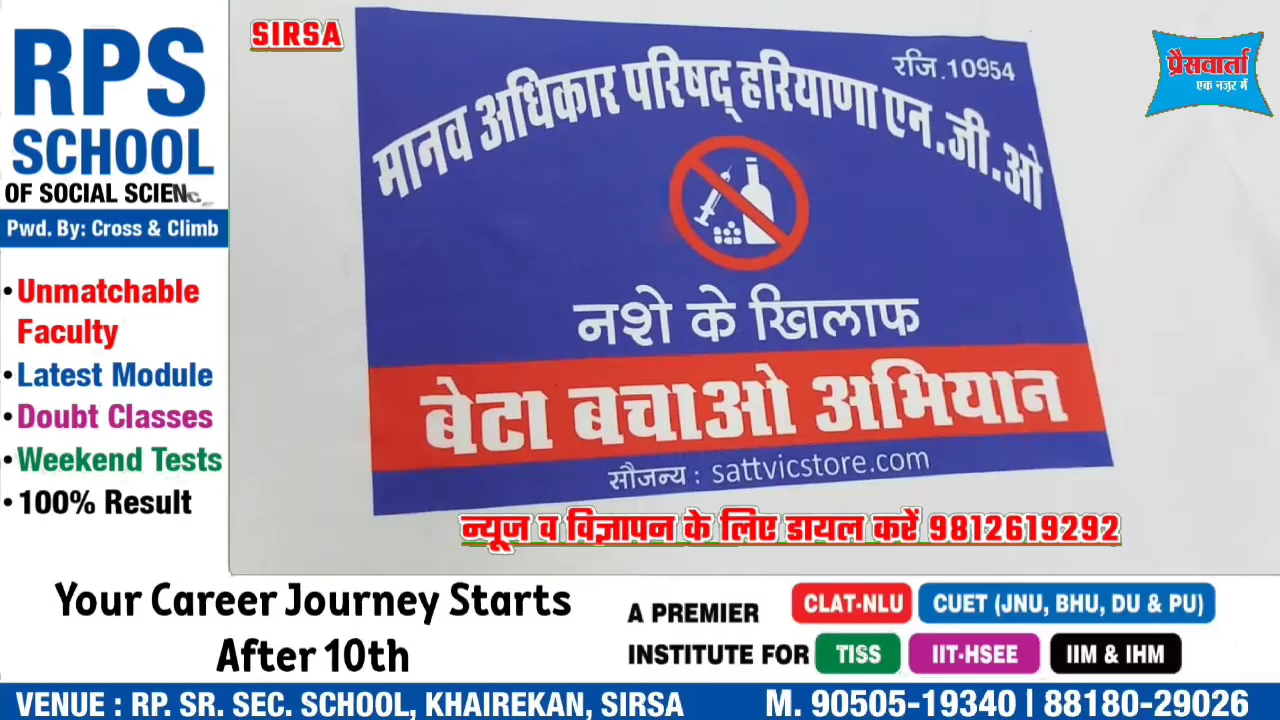 RPS
SCHOOL
OF SOCIAL SCIENC
Pwd. By: Cross & Climb
• Unmatchable
Faculty
• Latest Module
• Doubt Classes
• Weekend Tests
• 100% Result
SIRSA
रजि.10954
मानव अधिकार परिषद् हरियाणा एन.जी.ओ
नशे के खिलाफ
बेटा बचाओ अभियान
सौजन्य : sattvicstore.com
प्रैसवार्ता
एक नज़र में
न्यूज व विज्ञापन के लिए डायल करें 9812619292
Your Career Journey Starts
After 10th
A PREMIER
INSTITUTE FOR
CLAT-NLU
CUET (JNU, BHU, DU & PU)
TISS
IIT-HSEE
IIM & IHM
VENUE : RP. SR. SEC. SCHOOL, KHAIREKAN, SIRSA
M. 90505-19340 | 88180-29026